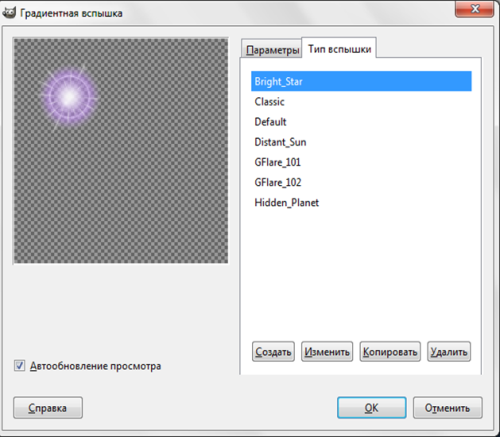 Градиентная вспышка
Параметры Тип вспышки
Bright_Star
Classic
Default
Distant_Sun
GFlare_101
GFlare_102
Hidden_Planet
Создать Изменить Копировать Удалить
Автообновление просмотра
Справка ОК Отменить